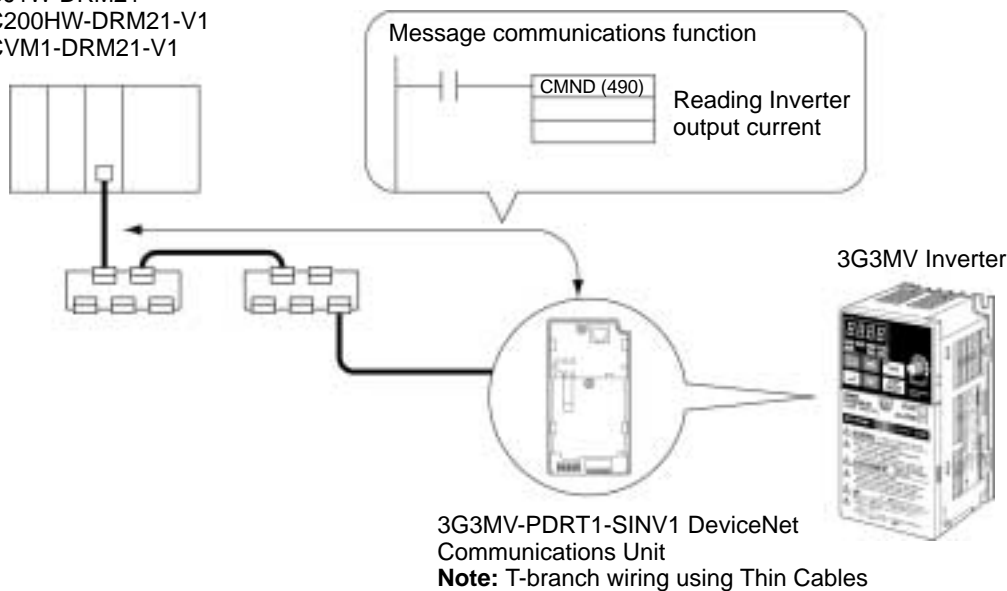 C200HW-DRM21-V1
CVM1-DRM21-V1
Message communications function
CMND (490)
Reading Inverter
output current
3G3MV Inverter
3G3MV-PDRT1-SINV1 DeviceNet
Communications Unit
Note: T-branch wiring using Thin Cables